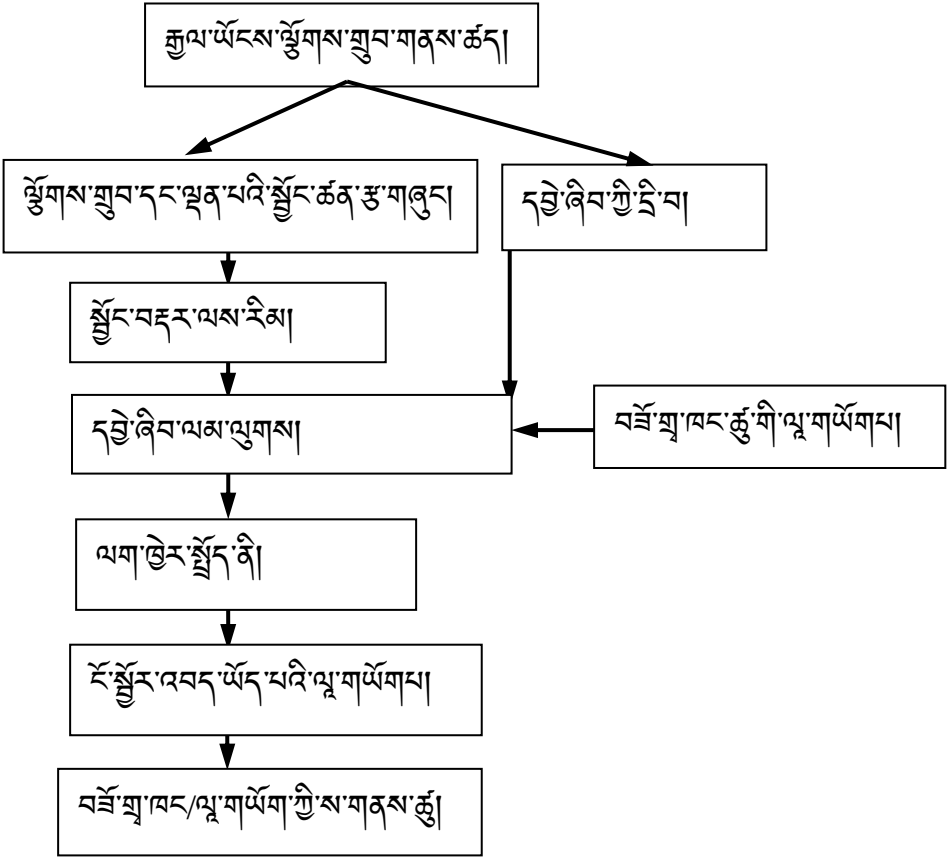 རྒྱལ་ཡོངས་ལྕོགས་གྲུབ་གནས་ཚད།
ལྕོགས་གྲུབ་དང་ལྡན་པའི་སྦྱོང་ཚན་རྩ་གཞུང།
དབྱེ་ཞིབ་ཀྱི་དྲི་བ།
སྦྱོང་བརྡར་ལས་རིམ།
དབྱེ་ཞིབ་ལམ་ལུགས།
བཟོ་གྲྭ་ཁང་ཚུ་གི་ལཱ་གཡོགཔ།
ལག་ཁྱེར་སྤྲོད་ནི།
ངོ་སྦྱོར་འབད་ཡོད་པའི་ལཱ་གཡོགཔ།
བཟོ་གྲྭ་ཁང/ལཱ་གཡོག་ཀྱི་ས་གནས་ཚུ།